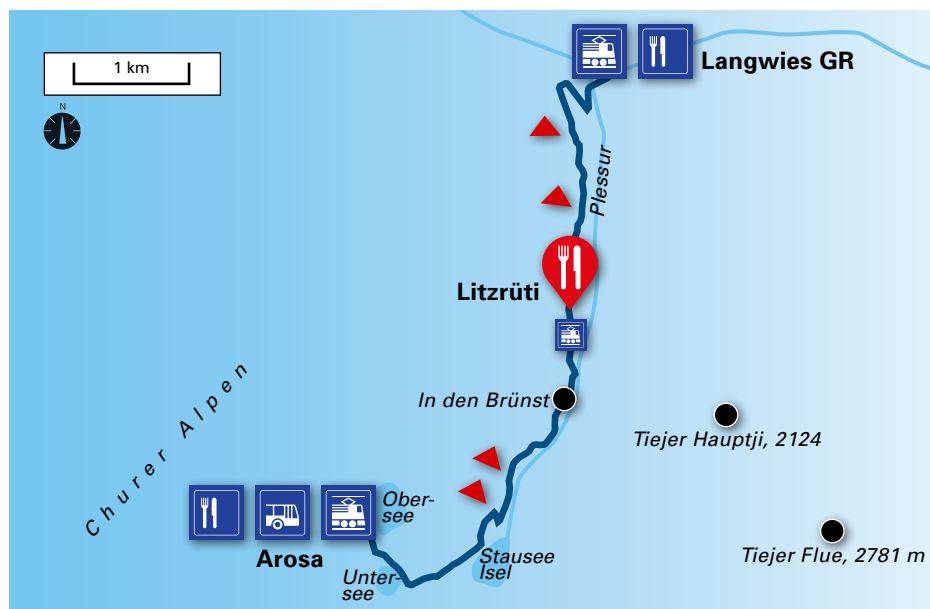 1 km
N
Langwies GR
Plessur
Litzrüti
In den Brünst
Tiejer Hauptji, 2124
Churer Alpen
Ober-
see
Arosa
Unter-
see
Stausee
Isel
Tiejer Flue, 2781 m